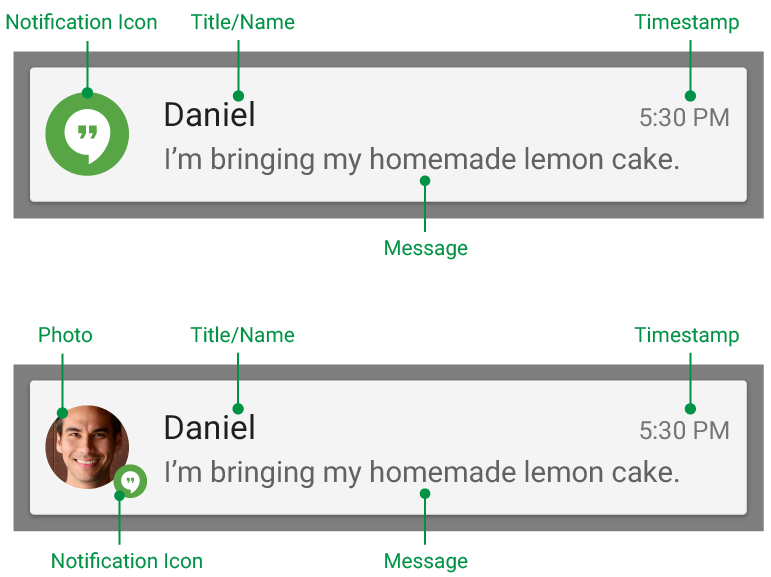 Notification Icon Title/Name Timestamp
Daniel 5:30 PM
I'm bringing my homemade lemon cake.
Message
Photo Title/Name Timestamp
Daniel 5:30 PM
I'm bringing my homemade lemon cake.
Notification Icon Message